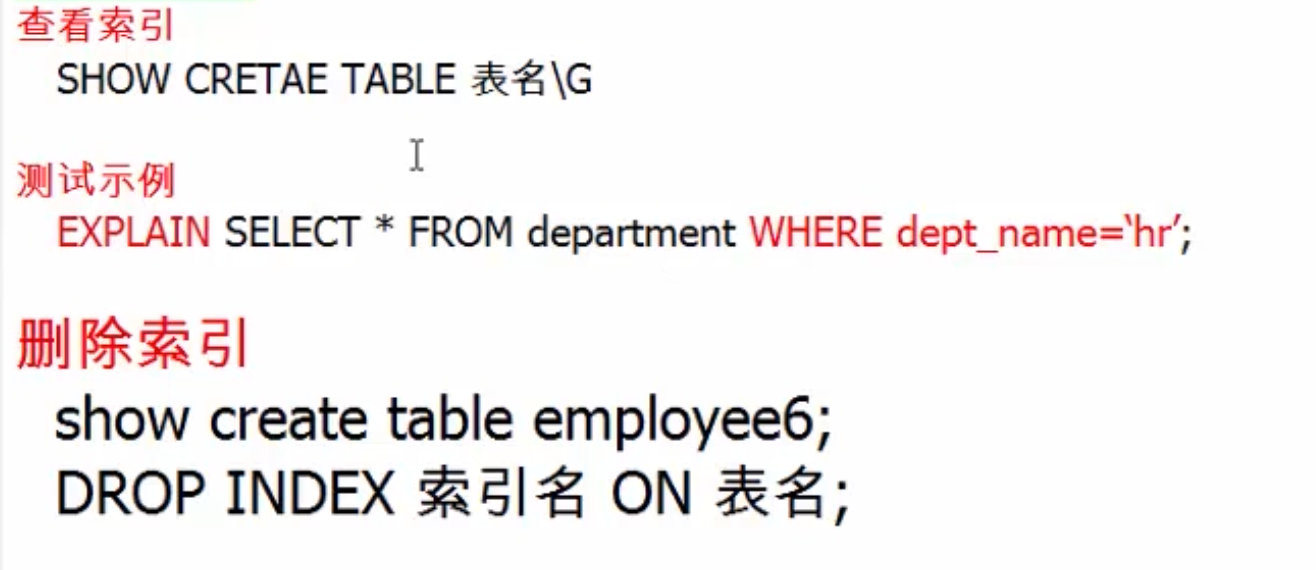 查看索引
SHOW CRETAE TABLE 表名\G
测试示例
EXPLAIN SELECT * FROM department WHERE dept_name=‘hr’;
删除索引
show create table employee6;
DROP INDEX 索引名 ON 表名;